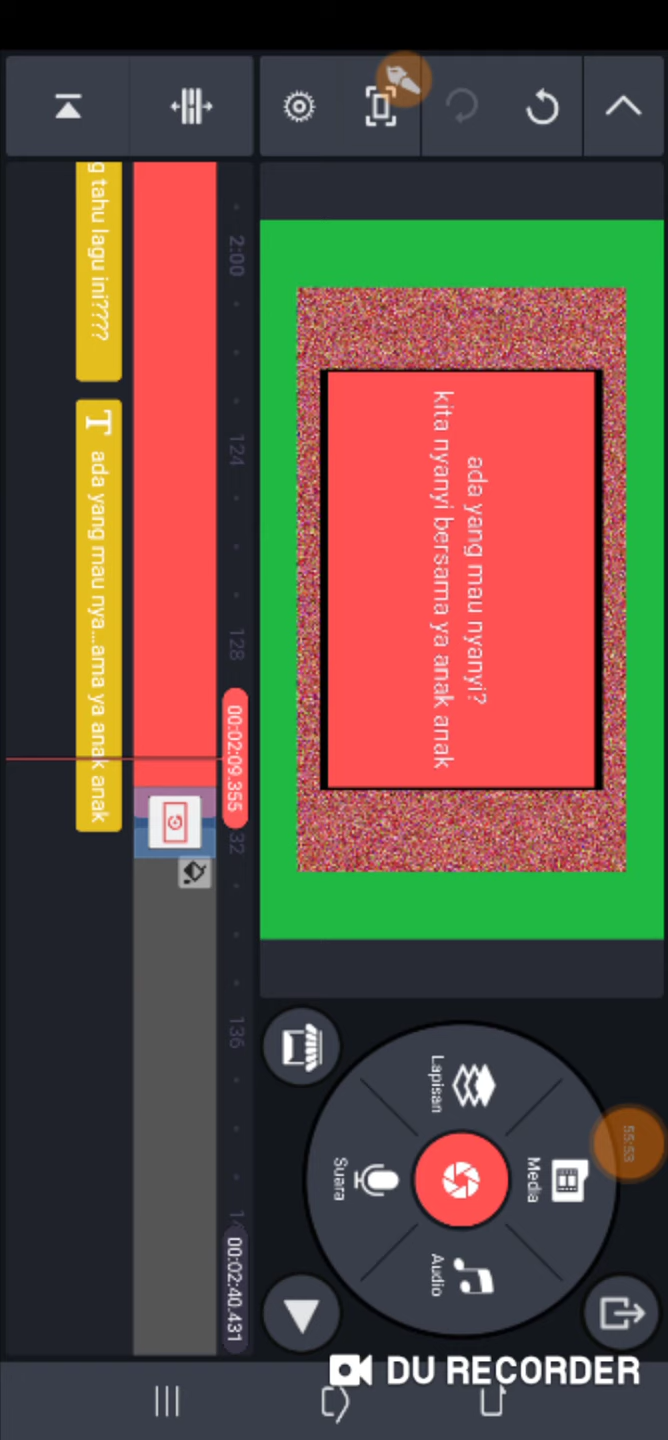 ada yang mau nyanyi?
kita nyanyi bersama ya anak anak
Media
Lapisan
Audio
Suara
55:53
2:00
124
128
00:02:09.355
32
136
00:02:40.431
g tahu lagu ini????
T ada yang mau nya...ama ya anak anak
DU RECORDER